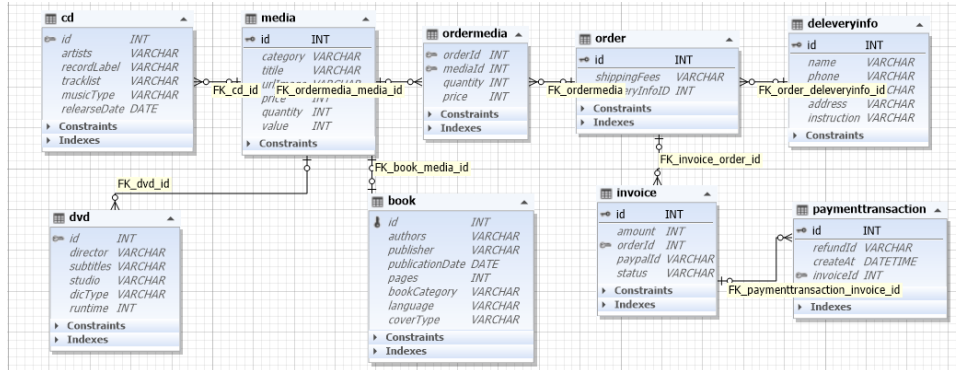 cd
id INT
artists VARCHAR
recordLabel VARCHAR
tracklist VARCHAR
musicType VARCHAR
relearseDate DATE
Constraints
Indexes
media
id INT
category VARCHAR
titile VARCHAR
price INT
quantity INT
value INT
Constraints
ordermedia
orderId INT
mediaId INT
quantity INT
price INT
Constraints
Indexes
order
id INT
shippingFees VARCHAR
INT
Constraints
Indexes
deleveryinfo
id INT
name VARCHAR
phone VARCHAR
address VARCHAR
instruction VARCHAR
Constraints
FK_cd_id
FK_ordermedia_media_id
FK_ordermedia
FK_order_deleveryinfo_id
FK_dvd_id
FK_book_media_id
FK_invoice_order_id
dvd
id INT
director VARCHAR
subtitles VARCHAR
studio VARCHAR
dicType VARCHAR
runtime INT
Constraints
Indexes
book
id INT
authors VARCHAR
publisher VARCHAR
publicationDate DATE
pages INT
bookCategory VARCHAR
language VARCHAR
coverType VARCHAR
Constraints
Indexes
invoice
id INT
amount INT
orderId INT
paypalId VARCHAR
status VARCHAR
Constraints
Indexes
paymenttransaction
id INT
refundId VARCHAR
createAt DATETIME
invoiceId INT
Indexes
FK_paymenttransaction_invoice_id